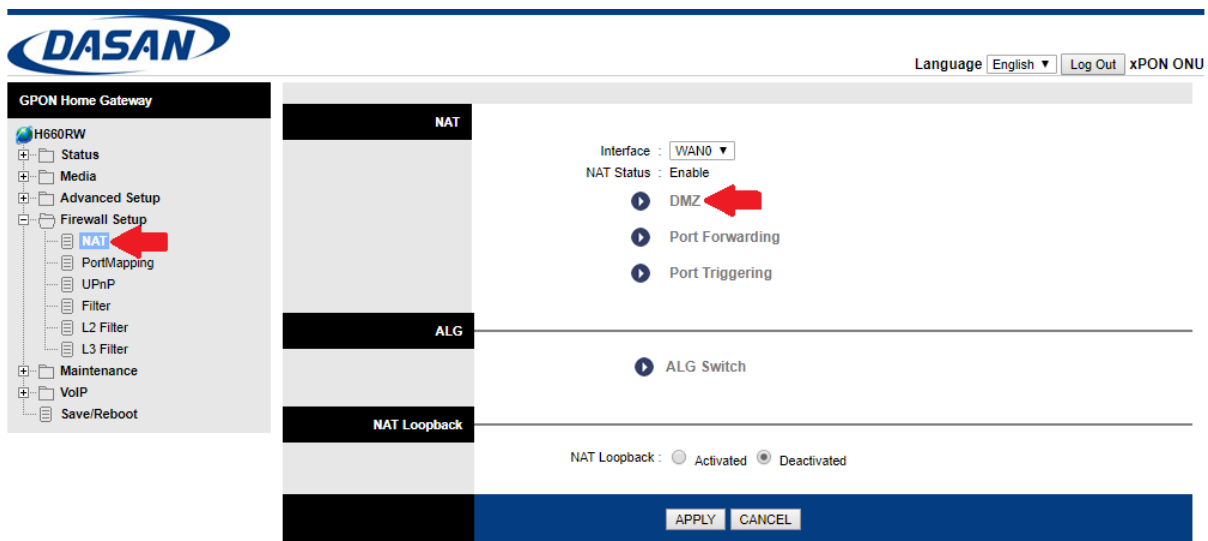 DASAN
Language English ▼ Log Out xPON ONU
GPON Home Gateway
H660RW
Status
Media
Advanced Setup
Firewall Setup
NAT
PortMapping
UPnP
Filter
L2 Filter
L3 Filter
Maintenance
VoIP
Save/Reboot
NAT
Interface : WAN0 ▼
NAT Status : Enable
DMZ
Port Forwarding
Port Triggering
ALG
ALG Switch
NAT Loopback
NAT Loopback : Activated Deactivated
APPLY CANCEL